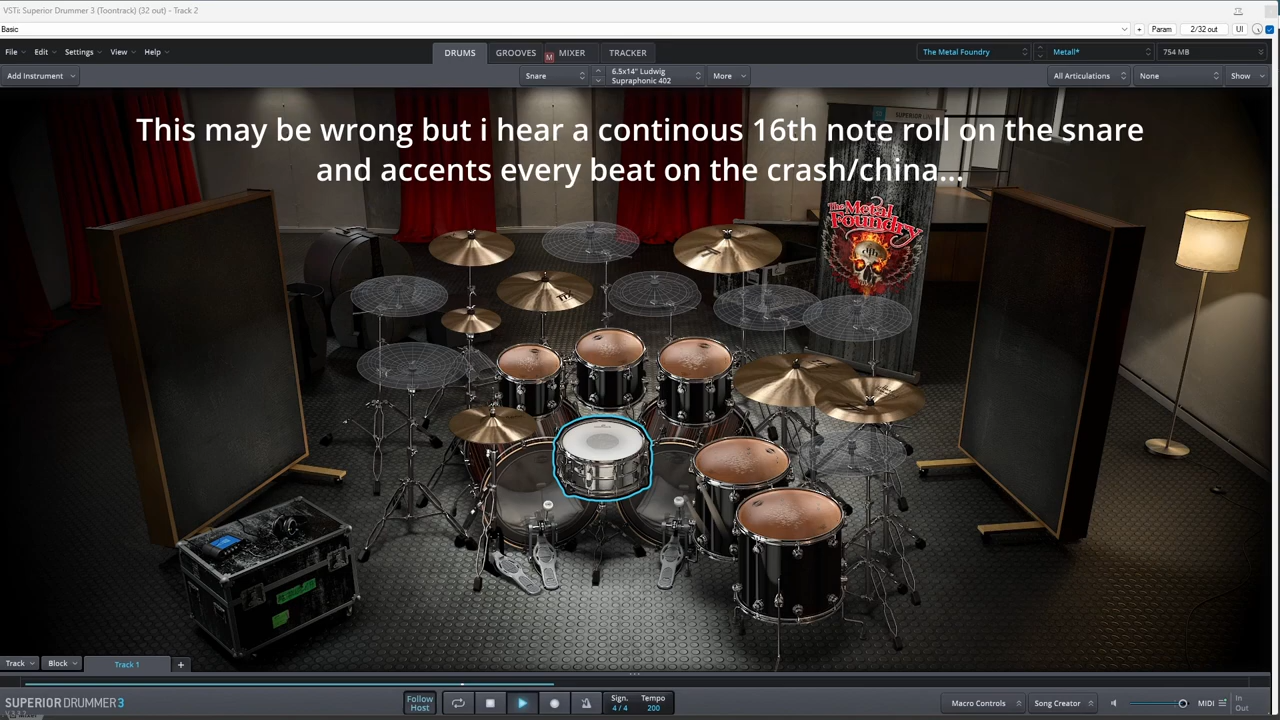 VSTi: Superior Drummer 3 (Toontrack) (32 out) - Track 2
Basic
+ Param 2/32 out UI
File Edit Settings View Help
DRUMS GROOVES M MIXER TRACKER
The Metal Foundry Metall* 754 MB
Add Instrument
Snare 6.5x14" Ludwig
Supraphonic 402
More
All Articulations None Show
This may be wrong but i hear a continous 16th note roll on the snare
and accents every beat on the crash/china...
The Metal
Foundry
Track Block Track 1 +
SUPERIOR DRUMMER 3
Follow
Host
Sign. Tempo
4/4 200
Macro Controls Song Creator MIDI In
Out